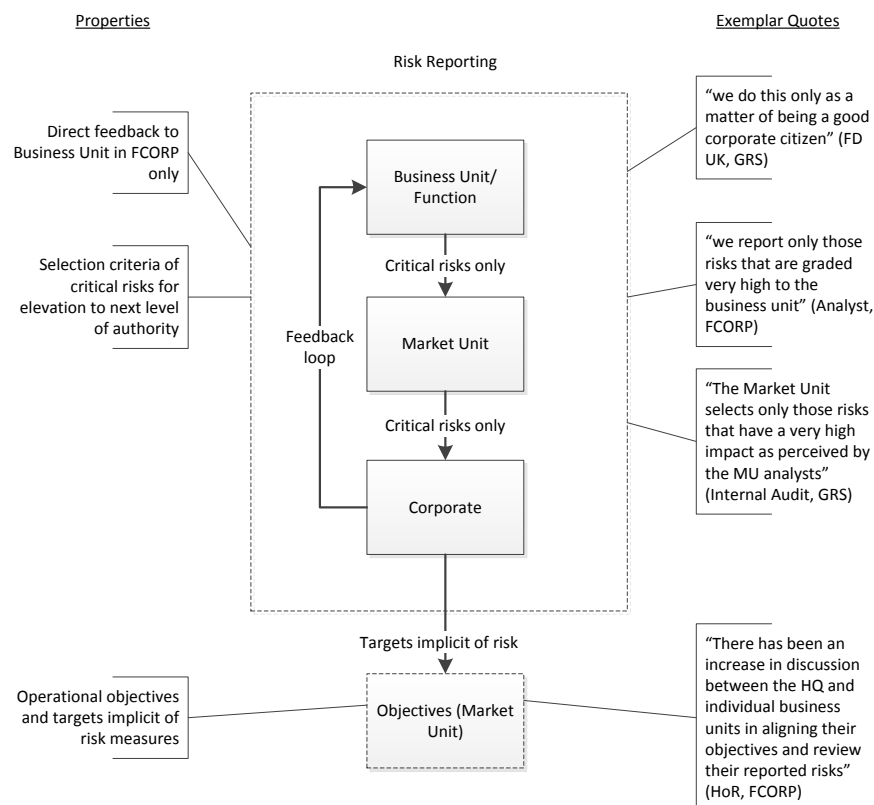 Properties
Exemplar Quotes
Risk Reporting
Direct feedback to
Business Unit in FCORP
only
Selection criteria of
critical risks for
elevation to next level
of authority
Business Unit/
Function
Critical risks only
Market Unit
Feedback
loop
Critical risks only
Corporate
Targets implicit of risk
Objectives (Market
Unit)
Operational objectives
and targets implicit of
risk measures
“we do this only as a
matter of being a good
corporate citizen” (FD
UK, GRS)
“we report only those
risks that are graded
very high to the
business unit” (Analyst,
FCORP)
“The Market Unit
selects only those risks
that have a very high
impact as perceived by
the MU analysts”
(Internal Audit, GRS)
“There has been an
increase in discussion
between the HQ and
individual business
units in aligning their
objectives and review
their reported risks”
(HoR, FCORP)